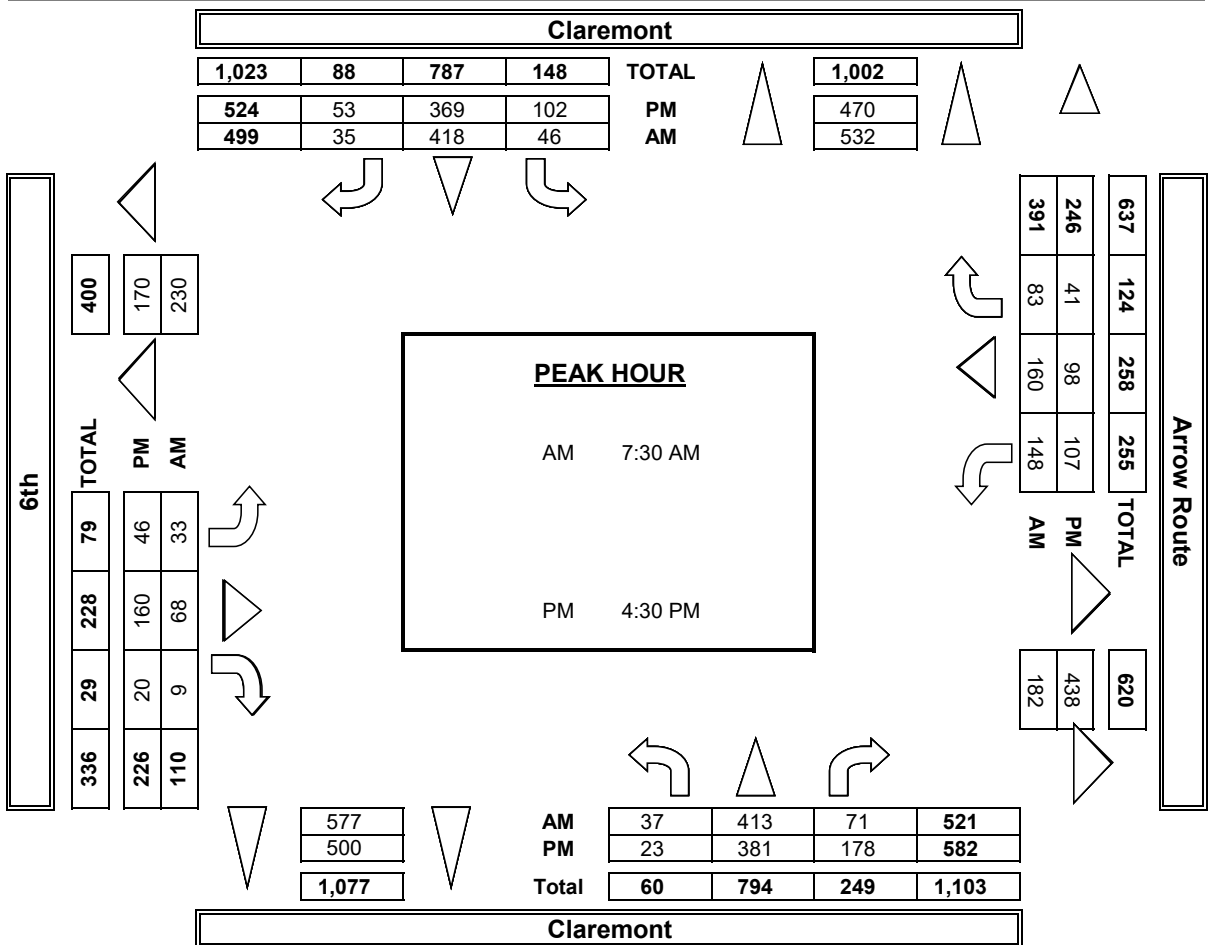 Claremont
1,023 88 787 148 TOTAL 1,002
524 53 369 102 PM 470
499 35 418 46 AM 532
6th
400
170
230
TOTAL
PM
AM
79 228 29 336
46 160 20 226
33 68 9 110
PEAK HOUR
AM 7:30 AM
PM 4:30 PM
637 124 258 255 TOTAL 620
246 41 98 107 PM 438
391 83 160 148 AM 182
Arrow Route
577 AM 37 413 71 521
500 PM 23 381 178 582
1,077 Total 60 794 249 1,103
Claremont